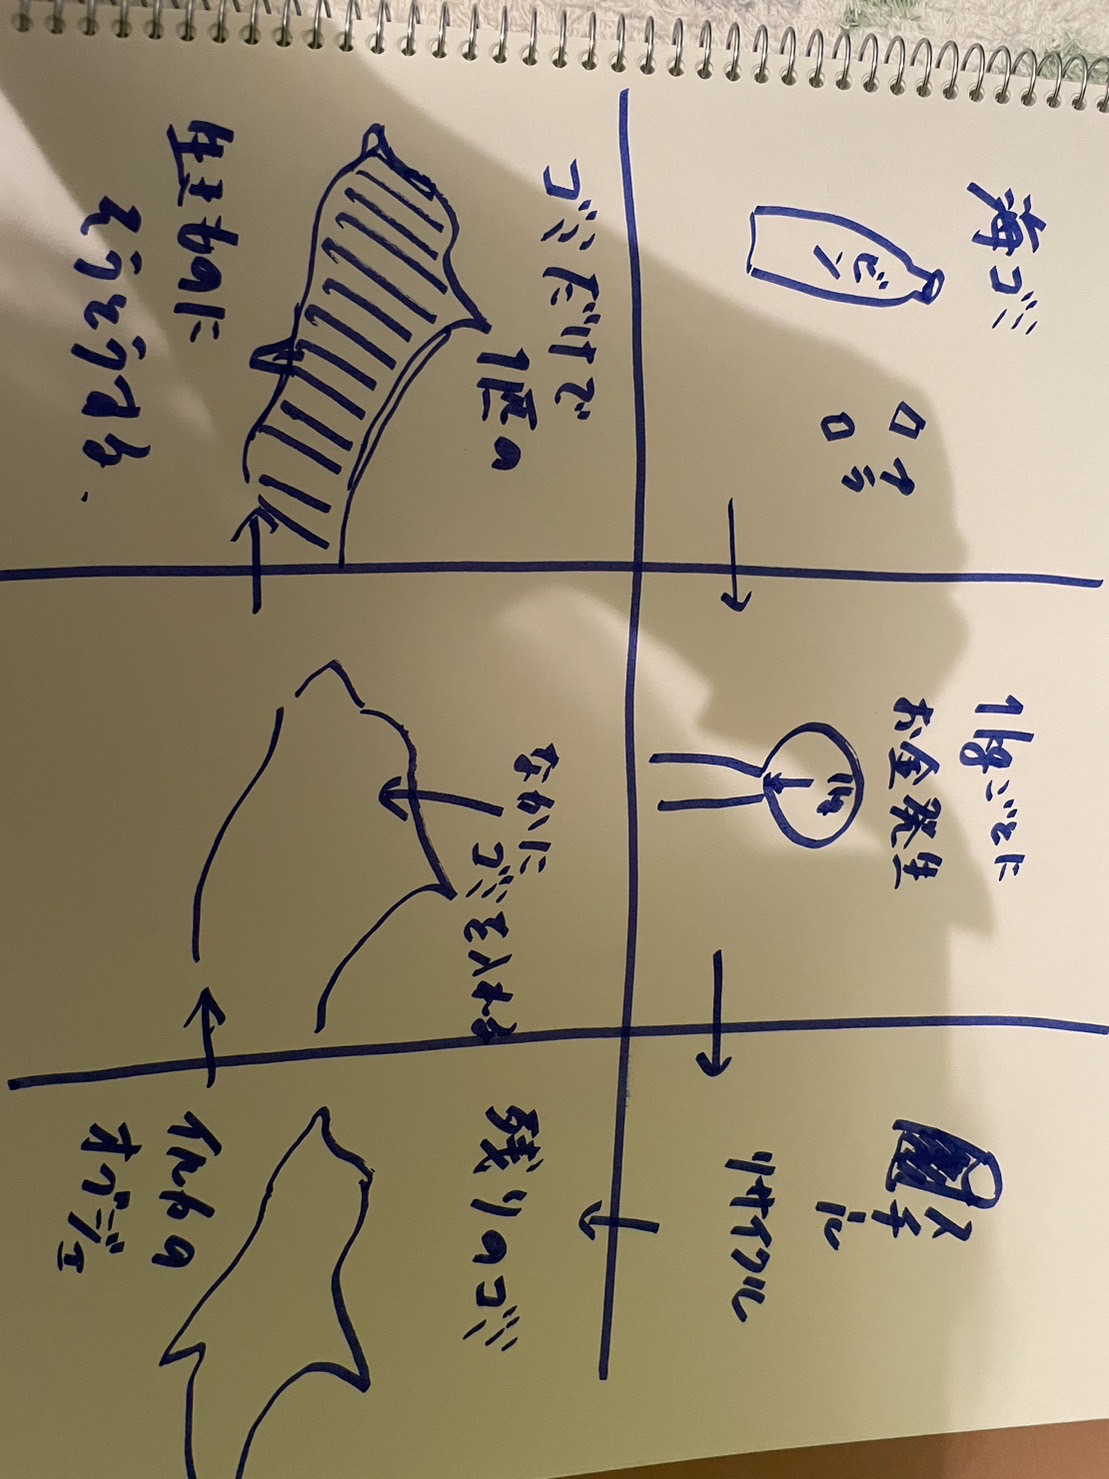 海ゴミ
ビン
プラ
1kgごとに
お金発生
1kg
スチール
リサイクル
残りのゴミ
イルカの
オブジェ
なかに
ゴミを入れる
ゴミだけで
1匹の
生きものに
そうとうする.